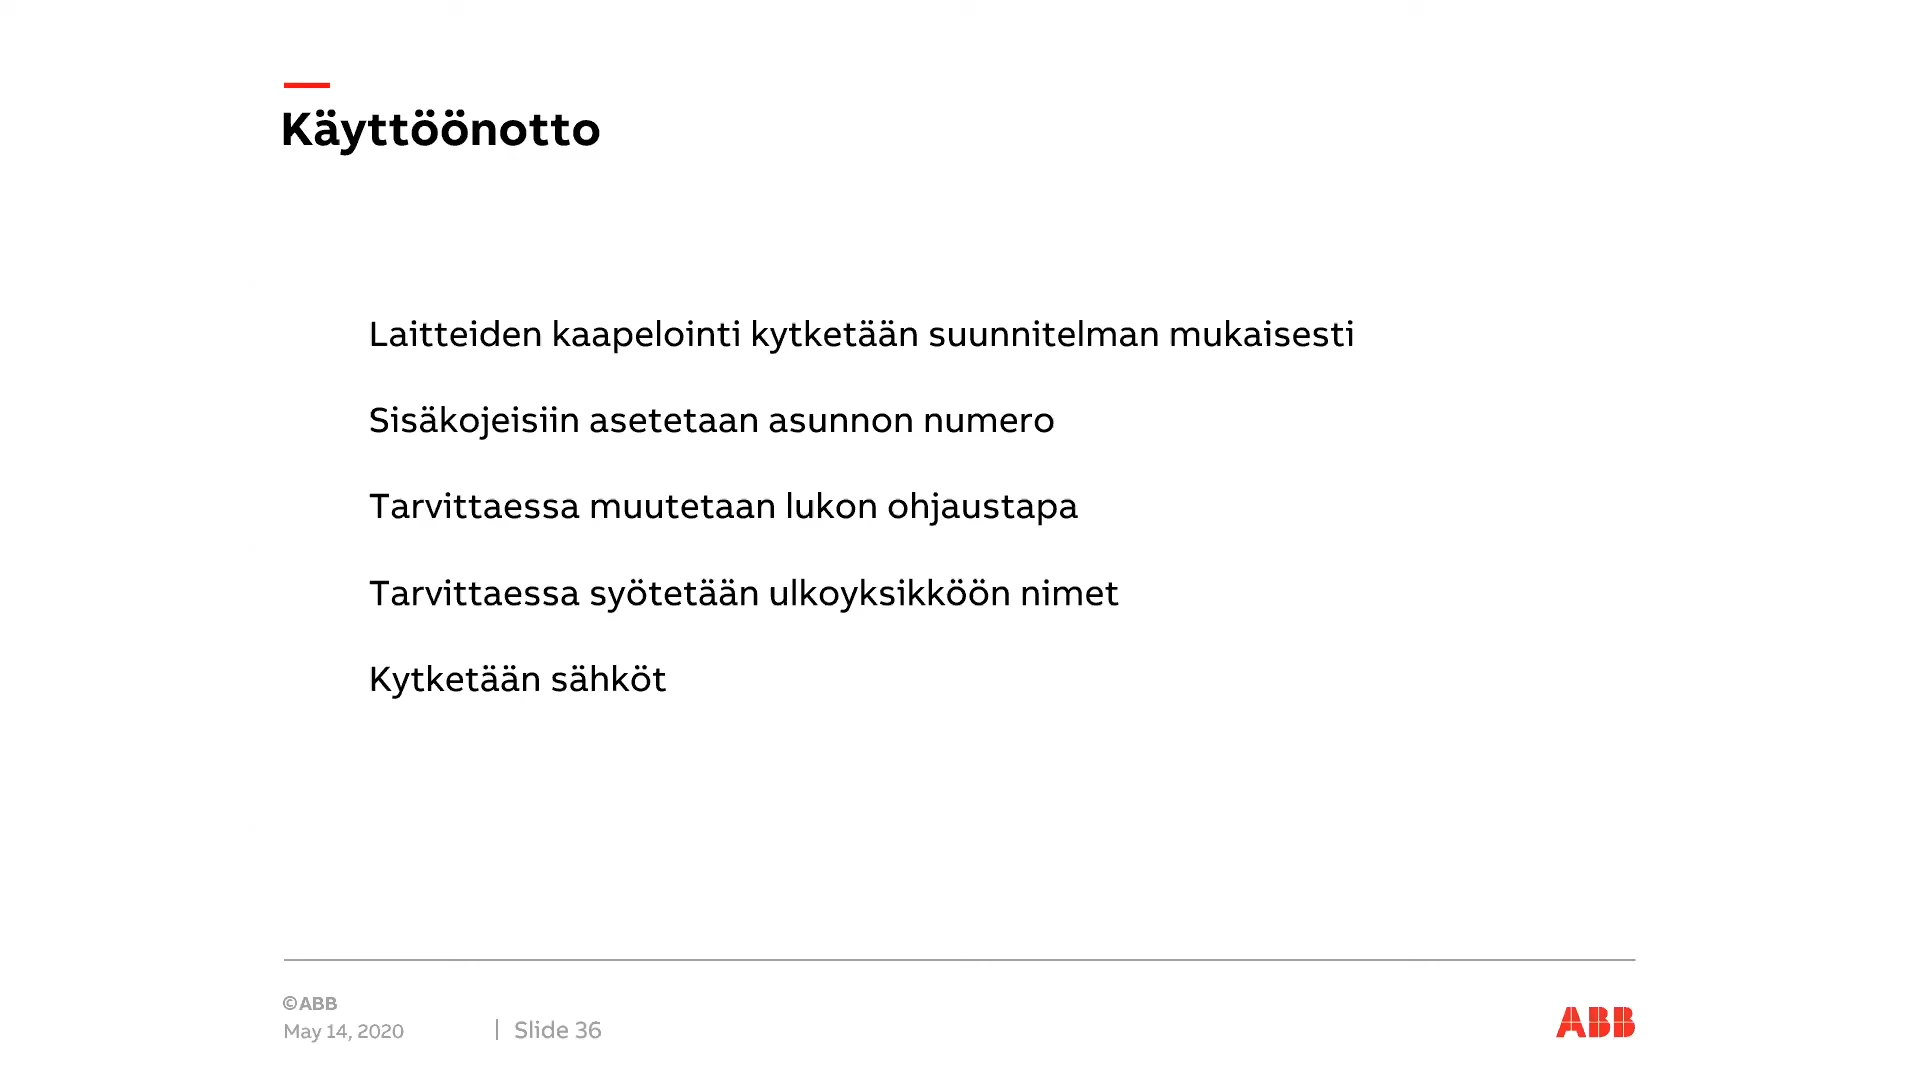 Käyttöönotto
Laitteiden kaapelointi kytketään suunnitelman mukaisesti
Sisäkojeisiin asetetaan asunnon numero
Tarvittaessa muutetaan lukon ohjaustapa
Tarvittaessa syötetään ulkoyksikköön nimet
Kytketään sähköt
©ABB
May 14, 2020 | Slide 36
ABB